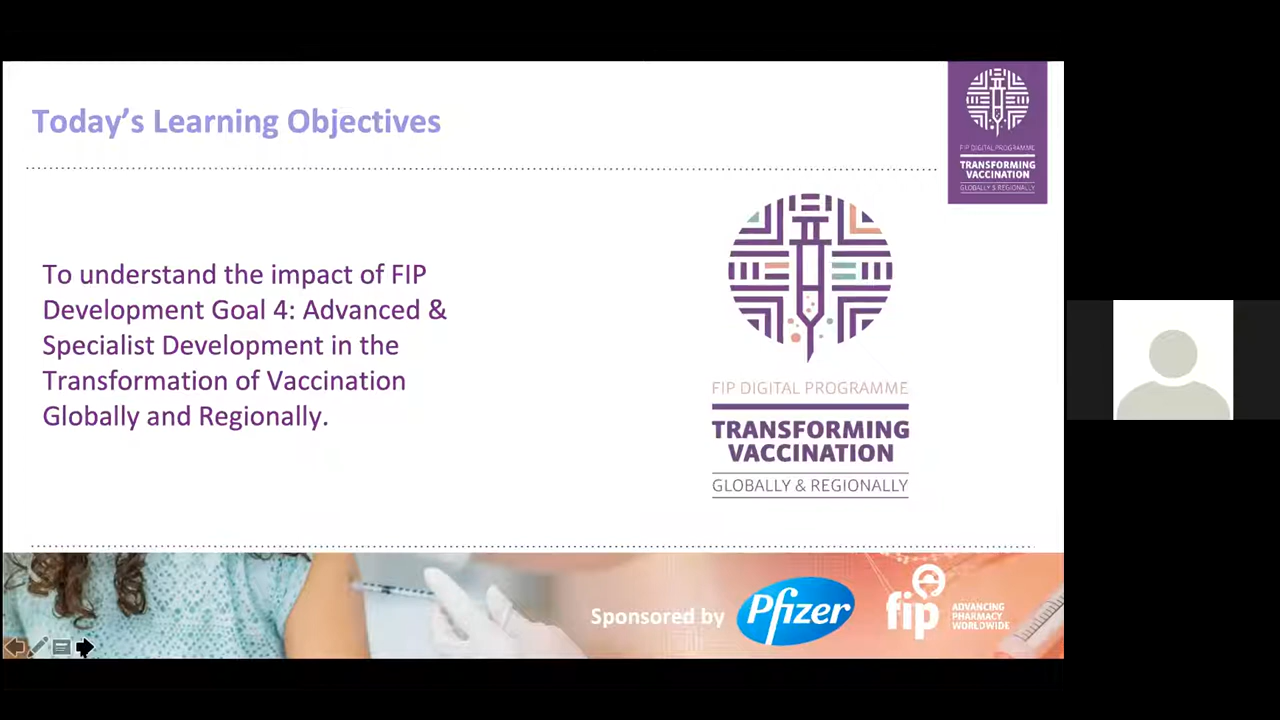 Today's Learning Objectives
FIP DIGITAL PROGRAMME
TRANSFORMING
VACCINATION
GLOBALLY & REGIONALLY
To understand the impact of FIP
Development Goal 4: Advanced &
Specialist Development in the
Transformation of Vaccination
Globally and Regionally.
FIP DIGITAL PROGRAMME
TRANSFORMING
VACCINATION
GLOBALLY & REGIONALLY
Sponsored by
Pfizer
fip
ADVANCING
PHARMACY
WORLDWIDE